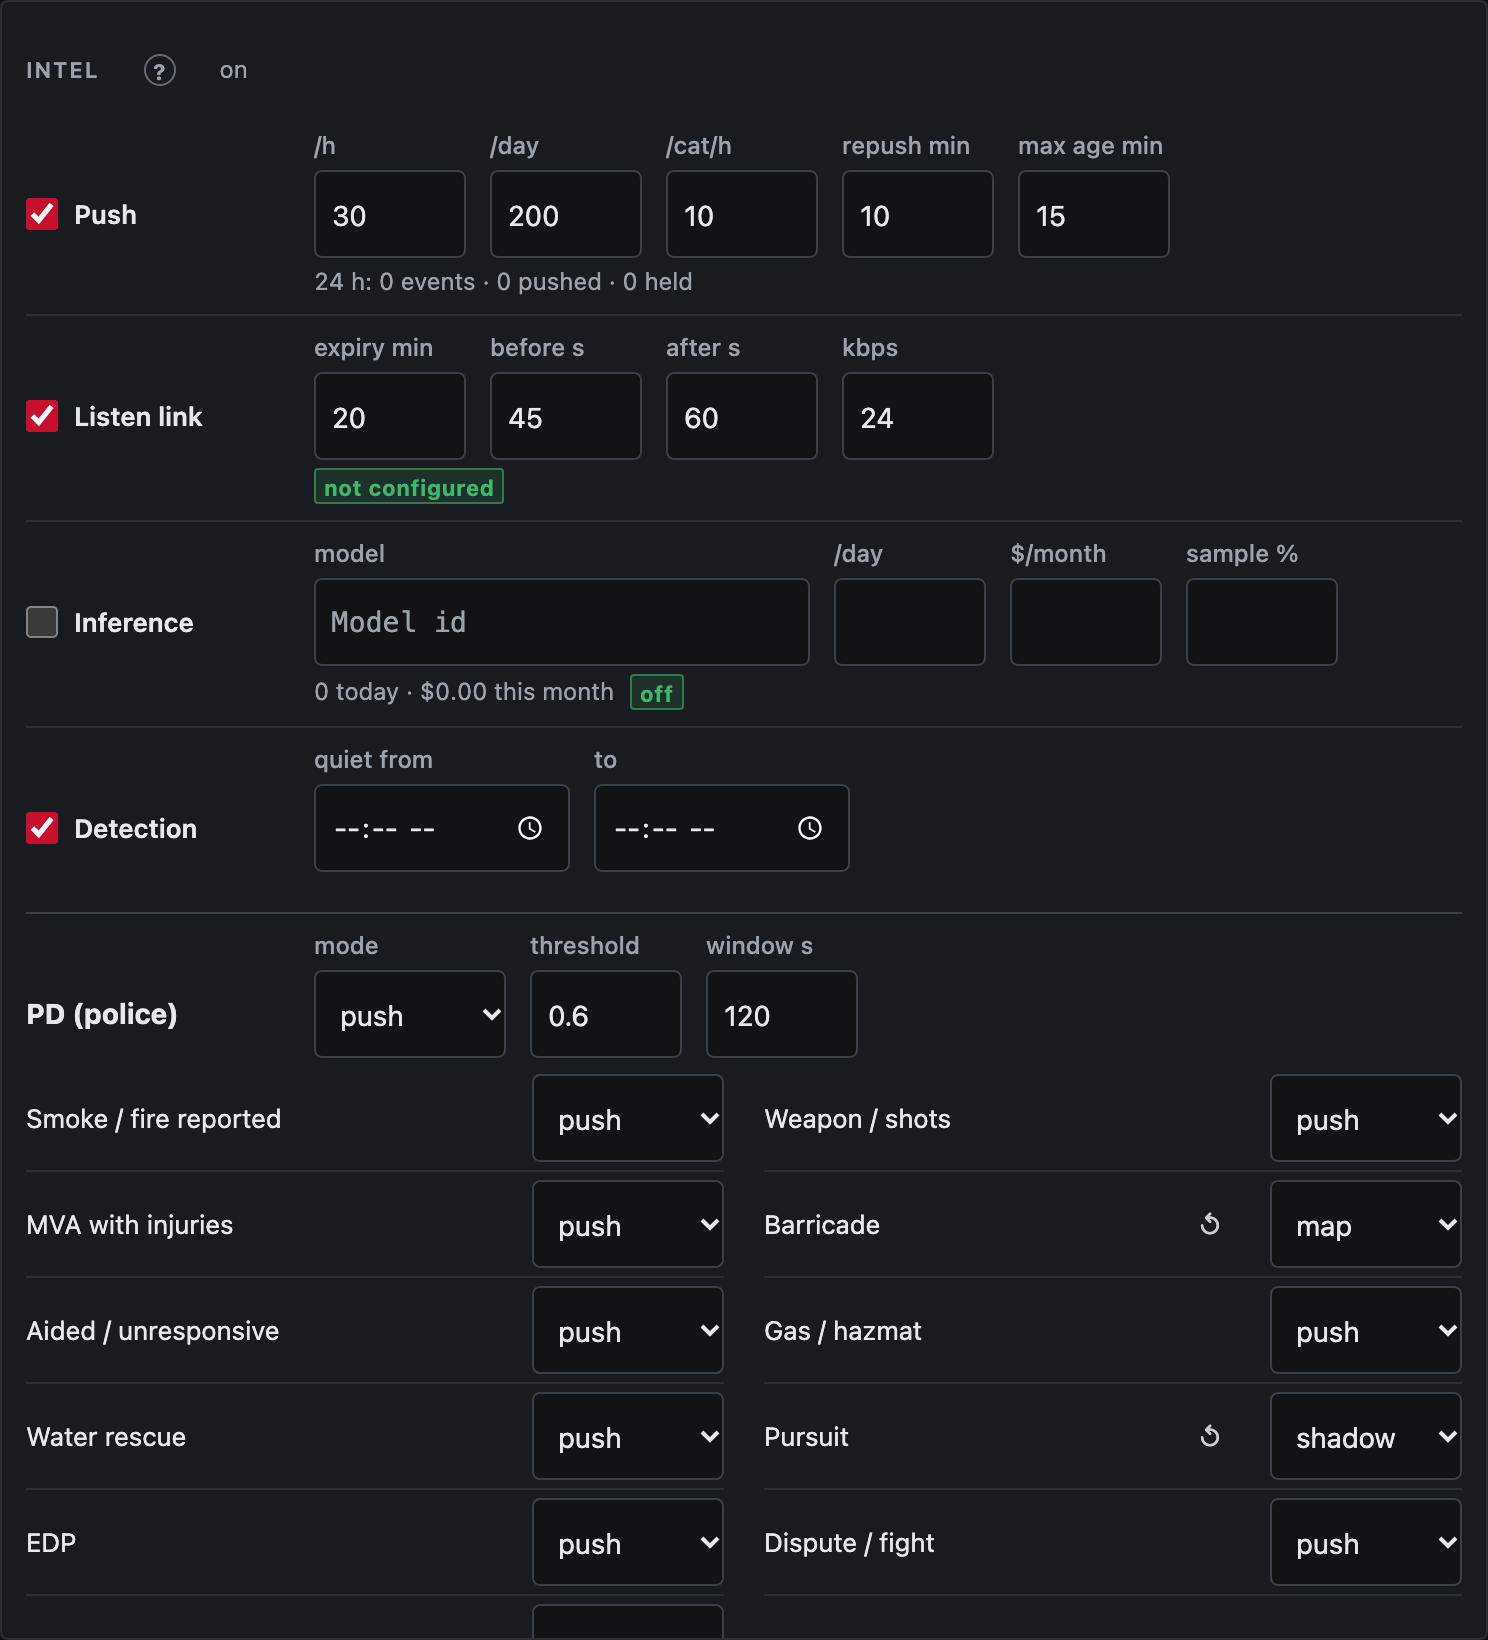 INTEL ? on
/h /day /cat/h repush min max age min
Push 30 200 10 10 15
24 h: 0 events · 0 pushed · 0 held
expiry min before s after s kbps
Listen link 20 45 60 24
not configured
model /day $/month sample %
Inference Model id
0 today · $0.00 this month off
quiet from to
Detection --:-- -- --:-- --
mode threshold window s
PD (police) push 0.6 120
Smoke / fire reported push Weapon / shots push
MVA with injuries push Barricade map
Aided / unresponsive push Gas / hazmat push
Water rescue push Pursuit shadow
EDP push Dispute / fight push